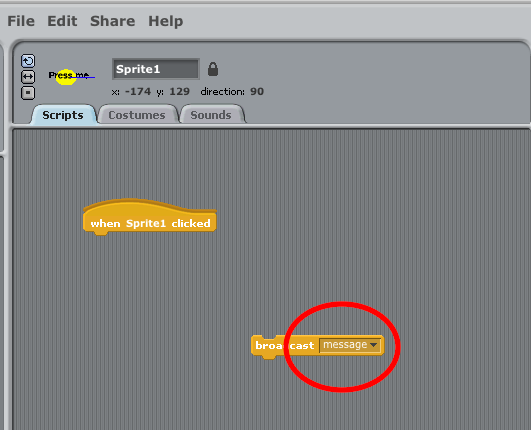 File Edit Share Help
Sprite1
Press me
x: -174 y: 129 direction: 90
Scripts Costumes Sounds
when Sprite1 clicked
broadcast message